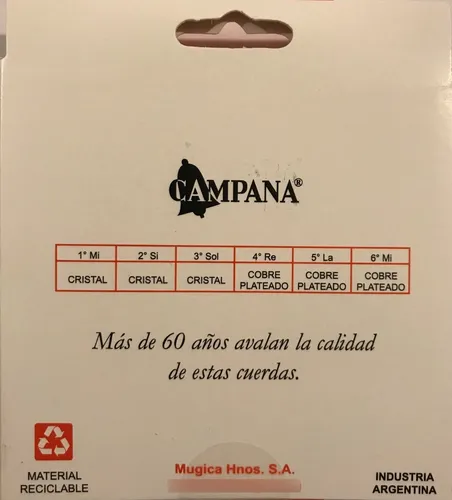 CAMPANA®
1° Mi 2° Si 3° Sol 4° Re 5° La 6° Mi
CRISTAL CRISTAL CRISTAL COBRE PLATEADO COBRE PLATEADO COBRE PLATEADO
Más de 60 años avalan la calidad
de estas cuerdas.
MATERIAL
RECICLABLE
Mugica Hnos. S.A.
INDUSTRIA
ARGENTINA